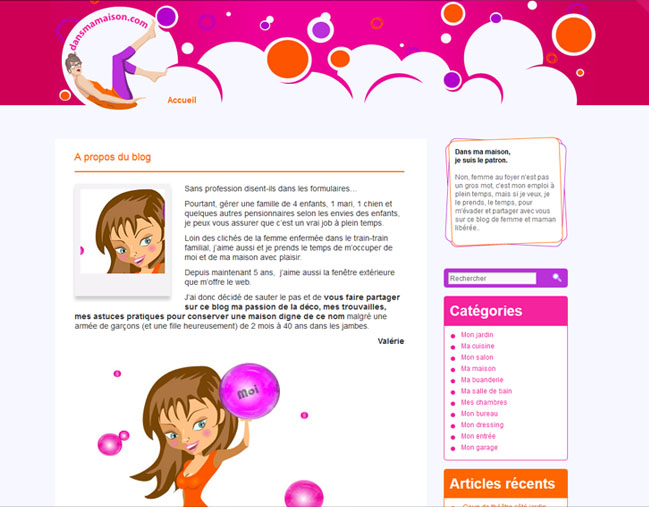 dansmamaison.com
Accueil
A propos du blog
Sans profession disent-ils dans les formulaires...
Pourtant, gérer une famille de 4 enfants, 1 mari, 1 chien et
quelques autres pensionnaires selon les envies des enfants,
je peux vous assurer que c'est un vrai job à plein temps.
Loin des clichés de la femme enfermée dans le train-train
familial, j'aime aussi et je prends le temps de m'occuper de
moi et de ma maison avec plaisir.
Depuis maintenant 5 ans, j'aime aussi la fenêtre extérieure
que m'offre le web.
J'ai donc décidé de sauter le pas et de vous faire partager
sur ce blog ma passion de la déco, mes trouvailles,
mes astuces pratiques pour conserver une maison digne de ce nom malgré une
armée de garçons (et une fille heureusement) de 2 mois à 40 ans dans les jambes.
Valérie
Moi
Dans ma maison,
je suis le patron.
Non, femme au foyer n'est pas
un gros mot, c'est mon emploi à
plein temps, mais si je veux, je
le prends, le temps, pour
m'évader et partager avec vous
sur ce blog de femme et maman
libérée..
Rechercher
Catégories
Mon jardin
Ma cuisine
Mon salon
Ma maison
Ma buanderie
Ma salle de bain
Mes chambres
Mon bureau
Mon dressing
Mon entrée
Mon garage
Articles récents
Coup de théâtre côté jardin